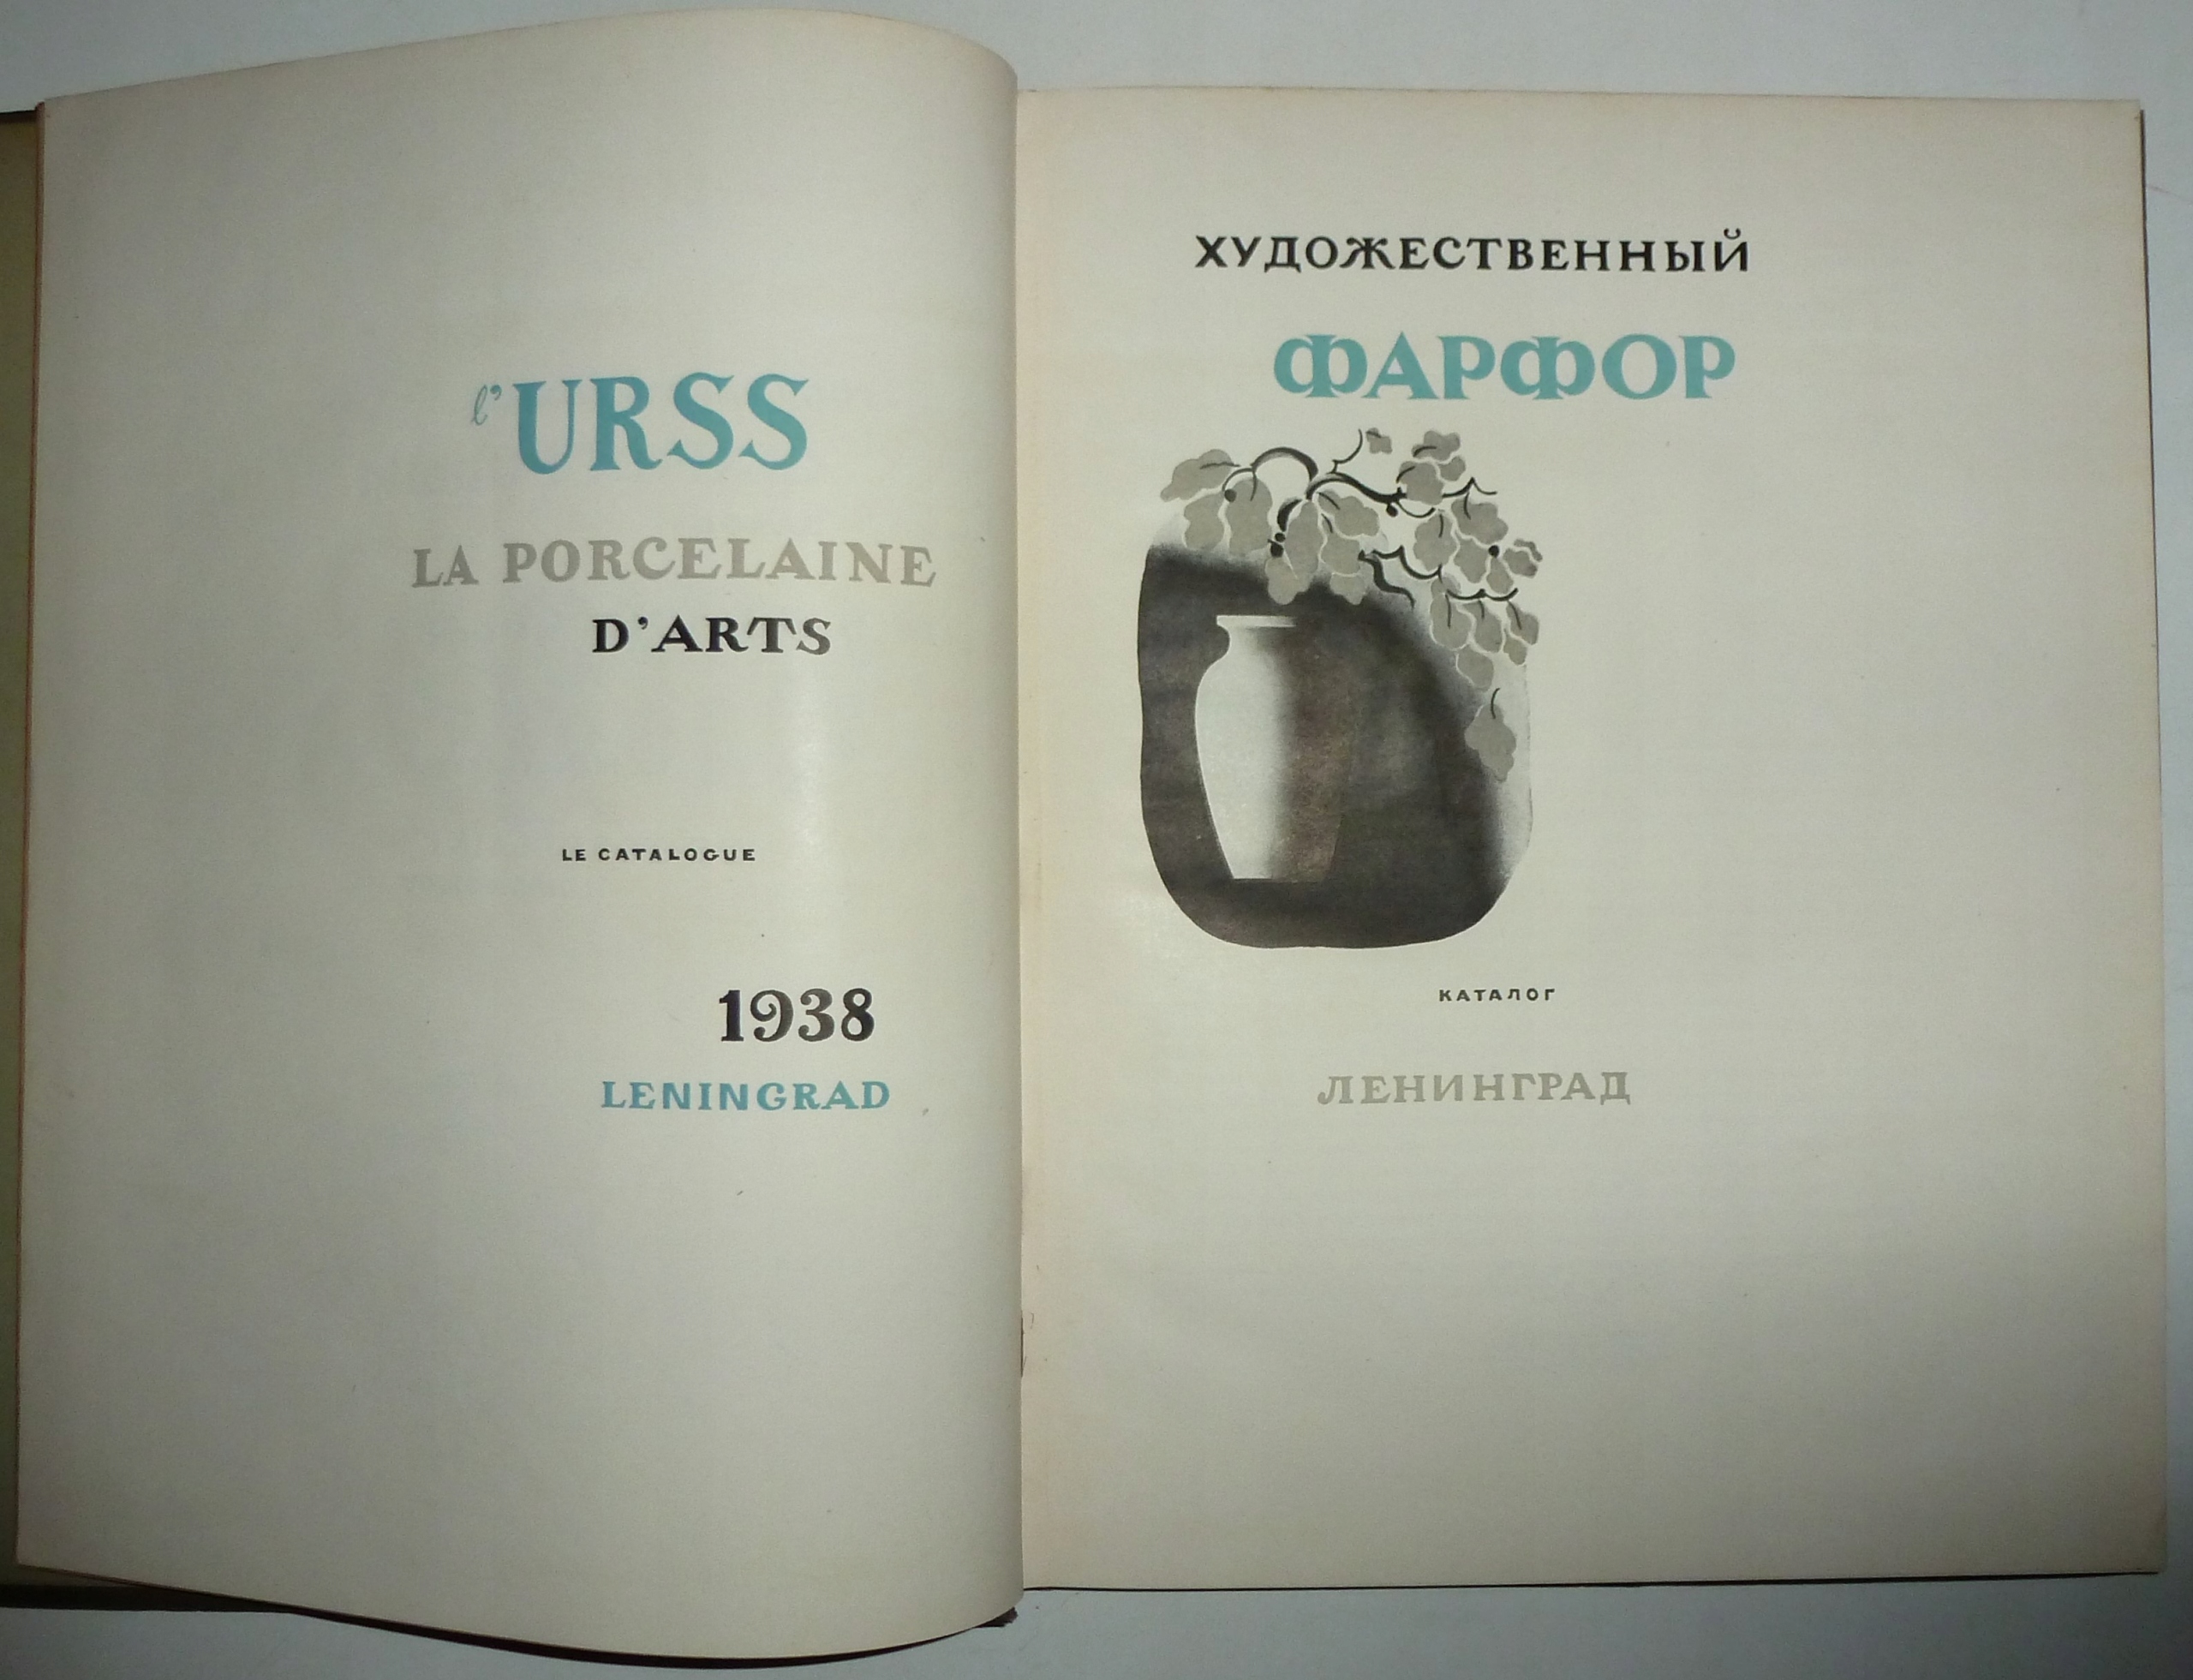 l'URSS
LA PORCELAINE
D'ARTS
LE CATALOGUE
1938
LENINGRAD
ХУДОЖЕСТВЕННЫЙ
ФАРФОР
КАТАЛОГ
ЛЕНИНГРАД